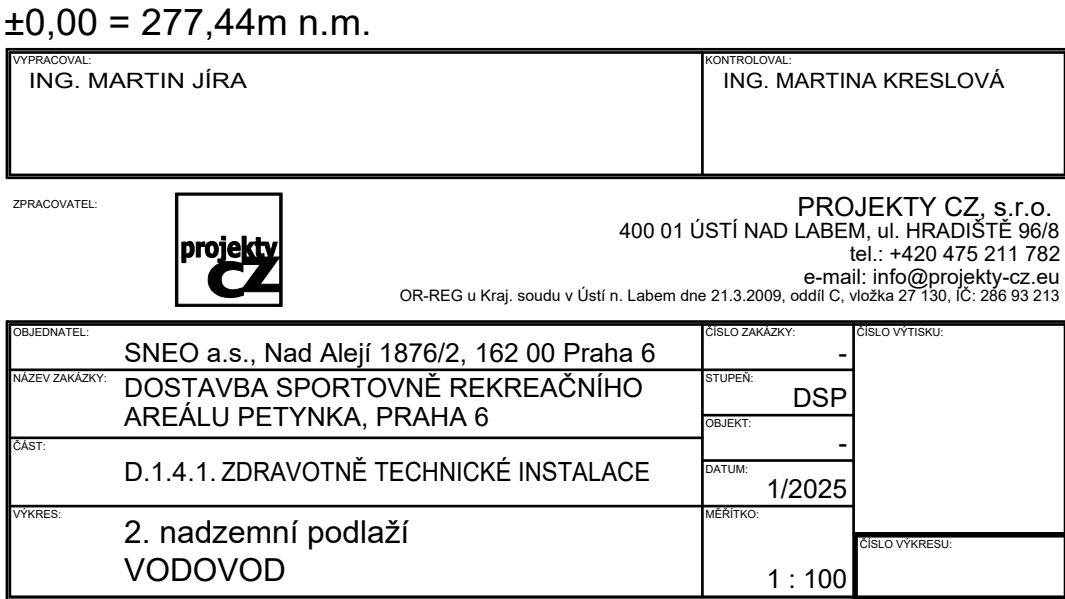 ±0,00 = 277,44m n.m.
VYPRACOVAL:
ING. MARTIN JÍRA
KONTROLOVAL:
ING. MARTINA KRESLOVÁ
ZPRACOVATEL:
projekty
CZ
PROJEKTY CZ, s.r.o.
400 01 ÚSTÍ NAD LABEM, ul. HRADIŠTĚ 96/8
tel.: +420 475 211 782
e-mail: info@projekty-cz.eu
OR-REG u Kraj. soudu v Ústí n. Labem dne 21.3.2009, oddíl C, vložka 27 130, IČ: 286 93 213
OBJEDNATEL:
SNEO a.s., Nad Alejí 1876/2, 162 00 Praha 6
ČÍSLO ZAKÁZKY:
-
ČÍSLO VÝTISKU:
NÁZEV ZAKÁZKY:
DOSTAVBA SPORTOVNĚ REKREAČNÍHO
AREÁLU PETYNKA, PRAHA 6
STUPEŇ:
DSP
OBJEKT:
-
ČÁST:
D.1.4.1. ZDRAVOTNĚ TECHNICKÉ INSTALACE
DATUM:
1/2025
VÝKRES:
2. nadzemní podlaží
VODOVOD
MĚŘÍTKO:
1 : 100
ČÍSLO VÝKRESU: